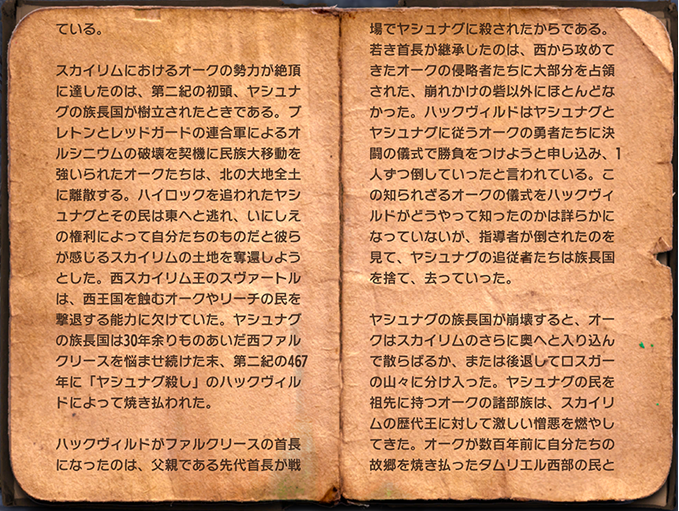 ている。
スカイリムにおけるオークの勢力が絶頂
に達したのは、第二紀の初頭、ヤシュナ
グの族長国が樹立されたときである。ブ
レトンとレッドガードの連合軍によるオ
ルシニウムの破壊を契機に民族大移動を
強いられたオークたちは、北の大地全土
に離散する。ハイロックを追われたヤシ
ュナグとその民は東へと逃れ、いにしえ
の権利によって自分たちのものだと彼ら
が感じるスカイリムの土地を奪還しよう
とした。西スカイリム王のスヴァートル
は、西王国を蝕むオークやリーチの民を
撃退する能力に欠けていた。ヤシュナグ
の族長国は30年余りものあいだ西ファル
クリースを悩ませ続けた末、第二紀の467
年に「ヤシュナグ殺し」のハックヴィル
ドによって焼き払われた。
ハックヴィルドがファルクリースの首長
になったのは、父親である先代首長が戦
場でヤシュナグに殺されたからである。
若き首長が継承したのは、西から攻めて
きたオークの侵略者たちに大部分を占領
された、崩れかけの砦以外にほとんどな
かった。ハックヴィルドはヤシュナグと
ヤシュナグに従うオークの勇者たちに決
闘の儀式で勝負をつけようと申し込み、1
人ずつ倒していったと言われている。こ
の知られざるオークの儀式をハックヴィ
ルドがどうやって知ったのかは詳らかに
なっていないが、指導者が倒されたのを
見て、ヤシュナグの追従者たちは族長国
を捨て、去っていった。
ヤシュナグの族長国が崩壊すると、オー
クはスカイリムのさらに奥へと入り込ん
で散らばるか、または後退してロスガー
の山々に分け入った。ヤシュナグの民を
祖先に持つオークの諸部族は、スカイリ
ムの歴代王に対して激しい憎悪を燃やし
てきた。オークが数百年前に自分たちの
故郷を焼き払ったタムリエル西部の民と